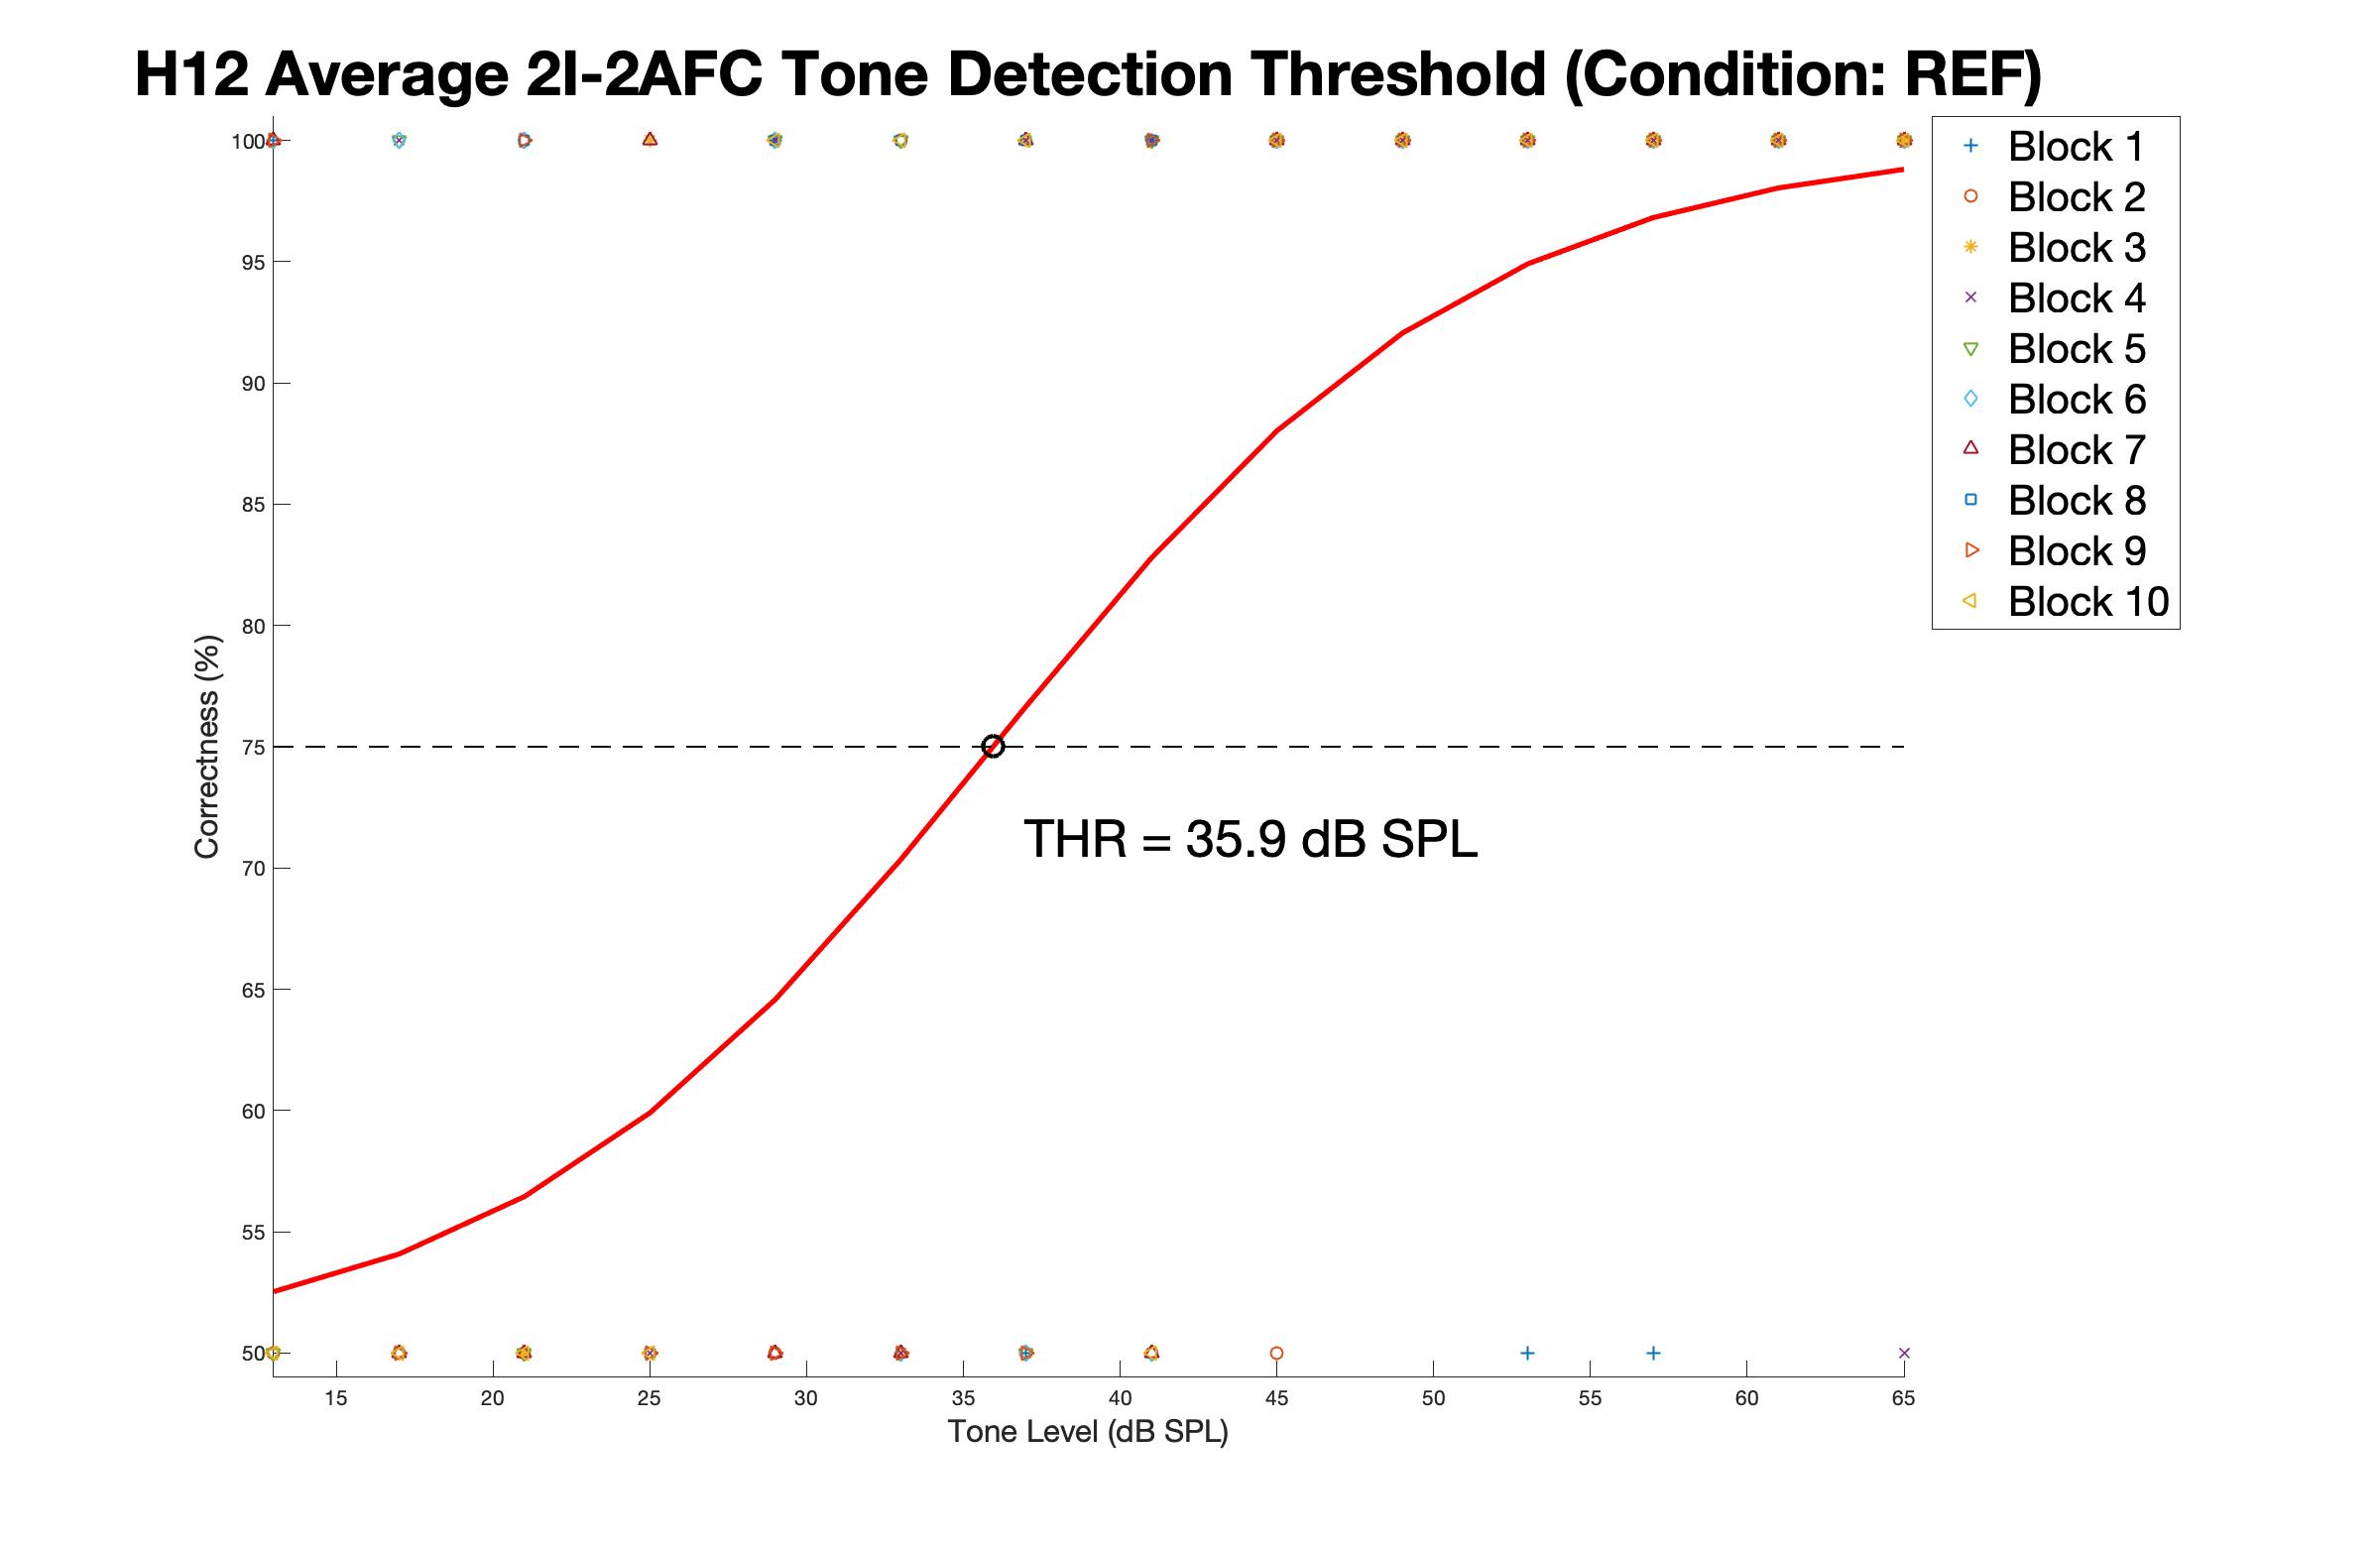 H12 Average 2I-2AFC Tone Detection Threshold (Condition: REF)
100
95
90
85
80
75
70
65
60
55
50
Correctness (%)
THR = 35.9 dB SPL
15 20 25 30 35 40 45 50 55 60 65
Tone Level (dB SPL)
Block 1
Block 2
Block 3
Block 4
Block 5
Block 6
Block 7
Block 8
Block 9
Block 10